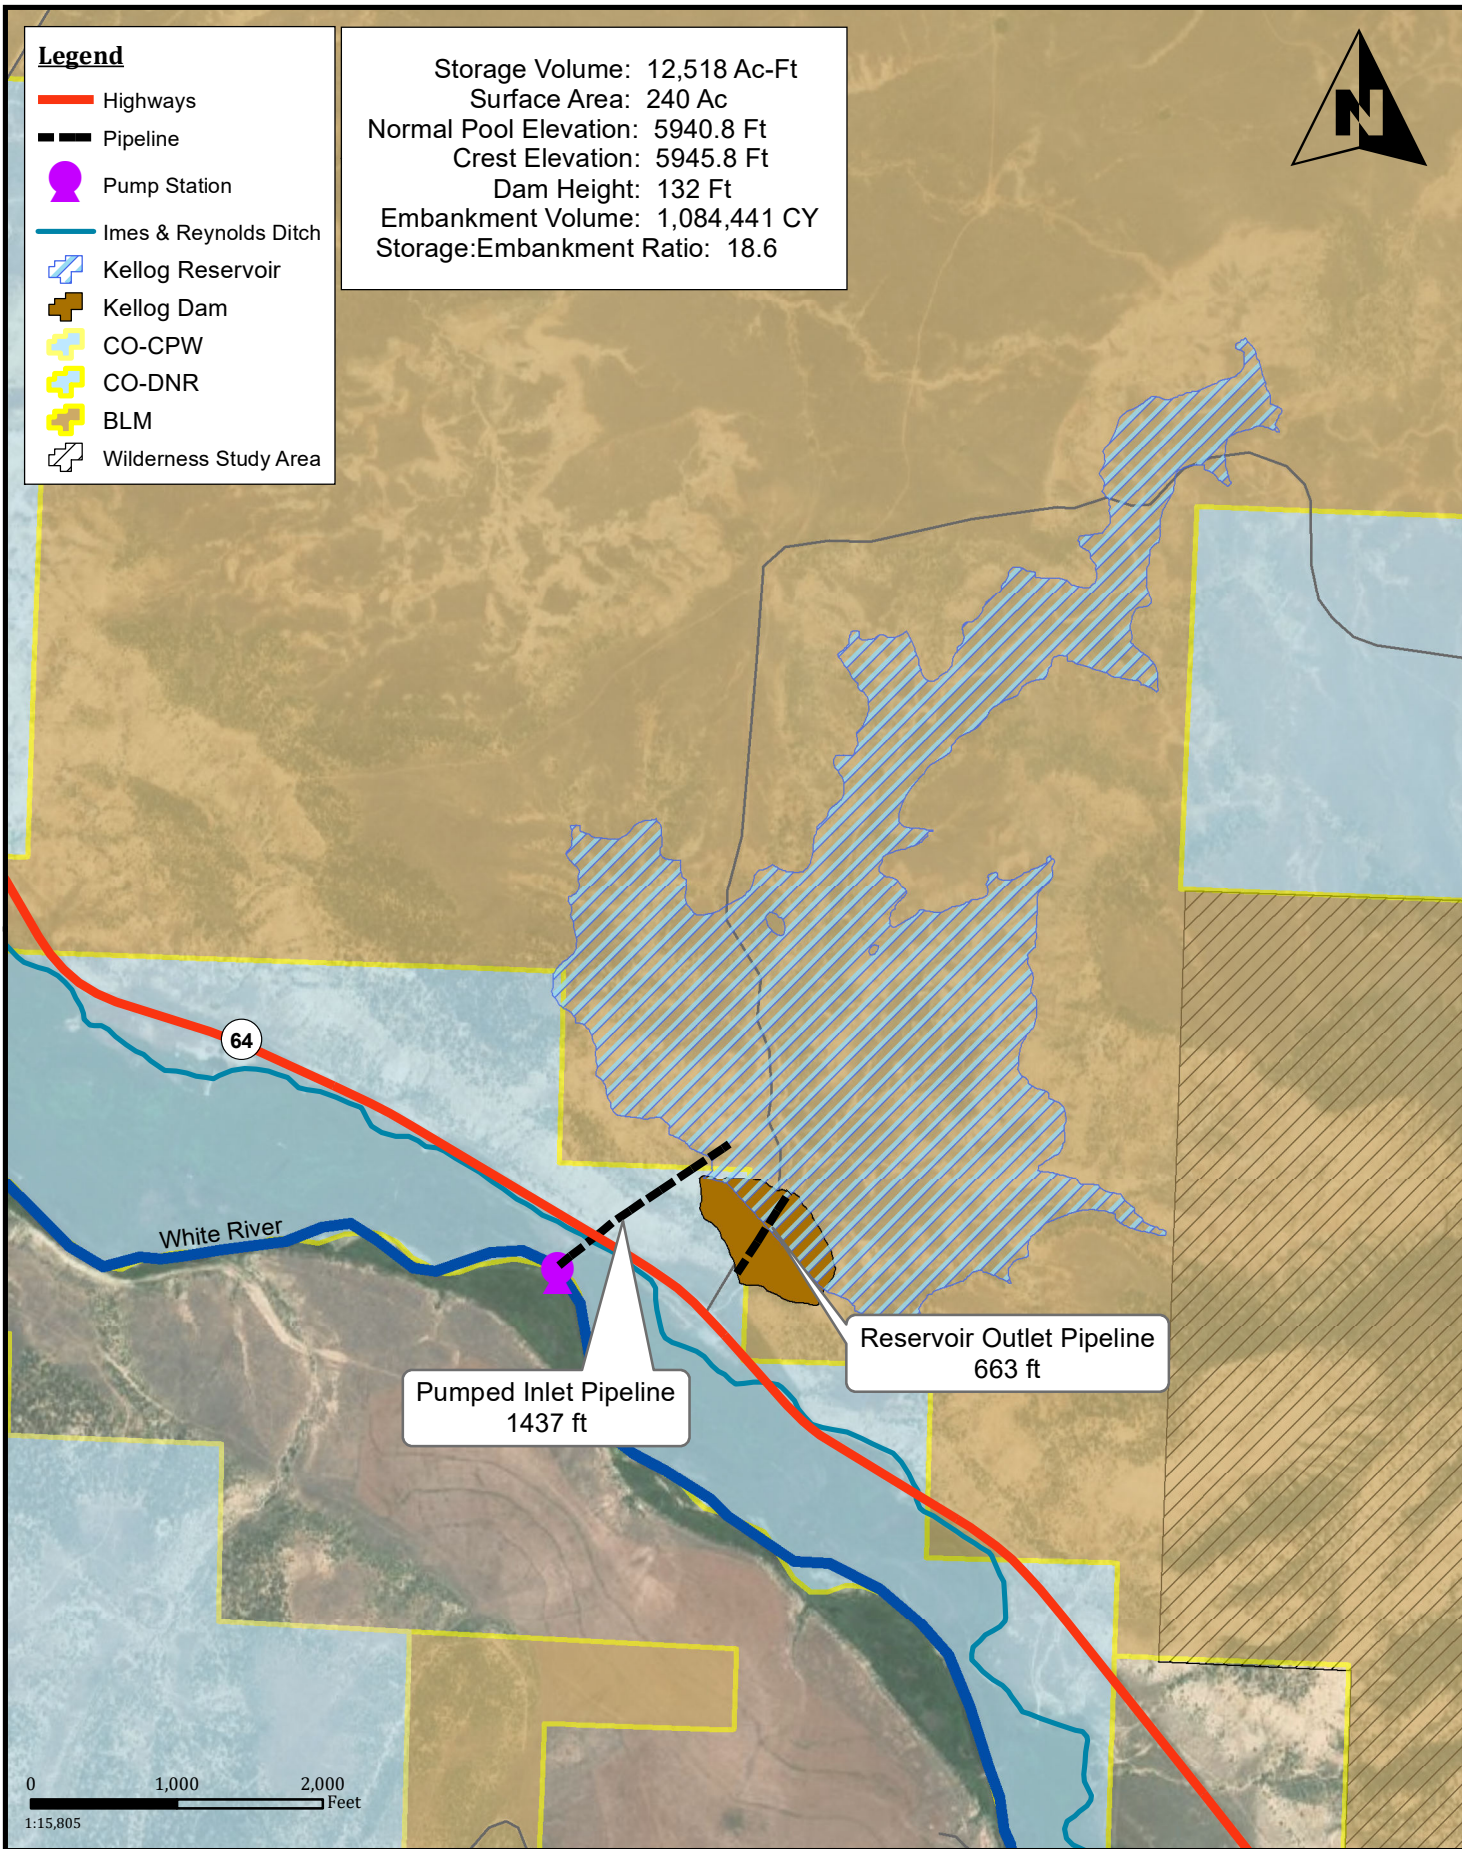 Legend
Highways
Pipeline
Pump Station
Imes & Reynolds Ditch
Kellog Reservoir
Kellog Dam
CO-CPW
CO-DNR
BLM
Wilderness Study Area
Storage Volume: 12,518 Ac-Ft
Surface Area: 240 Ac
Normal Pool Elevation: 5940.8 Ft
Crest Elevation: 5945.8 Ft
Dam Height: 132 Ft
Embankment Volume: 1,084,441 CY
Storage:Embankment Ratio: 18.6
N
64
White River
Reservoir Outlet Pipeline
663 ft
Pumped Inlet Pipeline
1437 ft
0 1,000 2,000
Feet
1:15,805